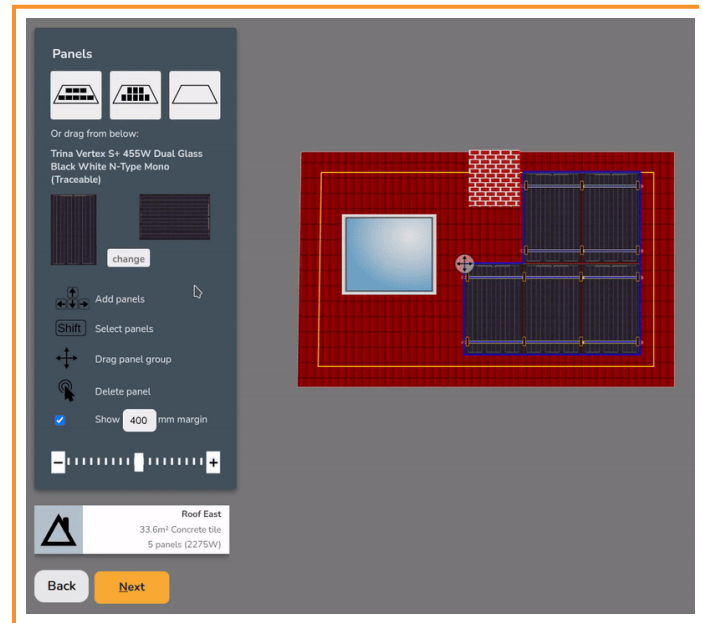 Panels
Or drag from below:
Trina Vertex S+ 455W Dual Glass
Black White N-Type Mono
(Traceable)
change
Add panels
Shift Select panels
Drag panel group
Delete panel
Show 400 mm margin
Roof East
33.6m² Concrete tile
5 panels (2275W)
Back Next